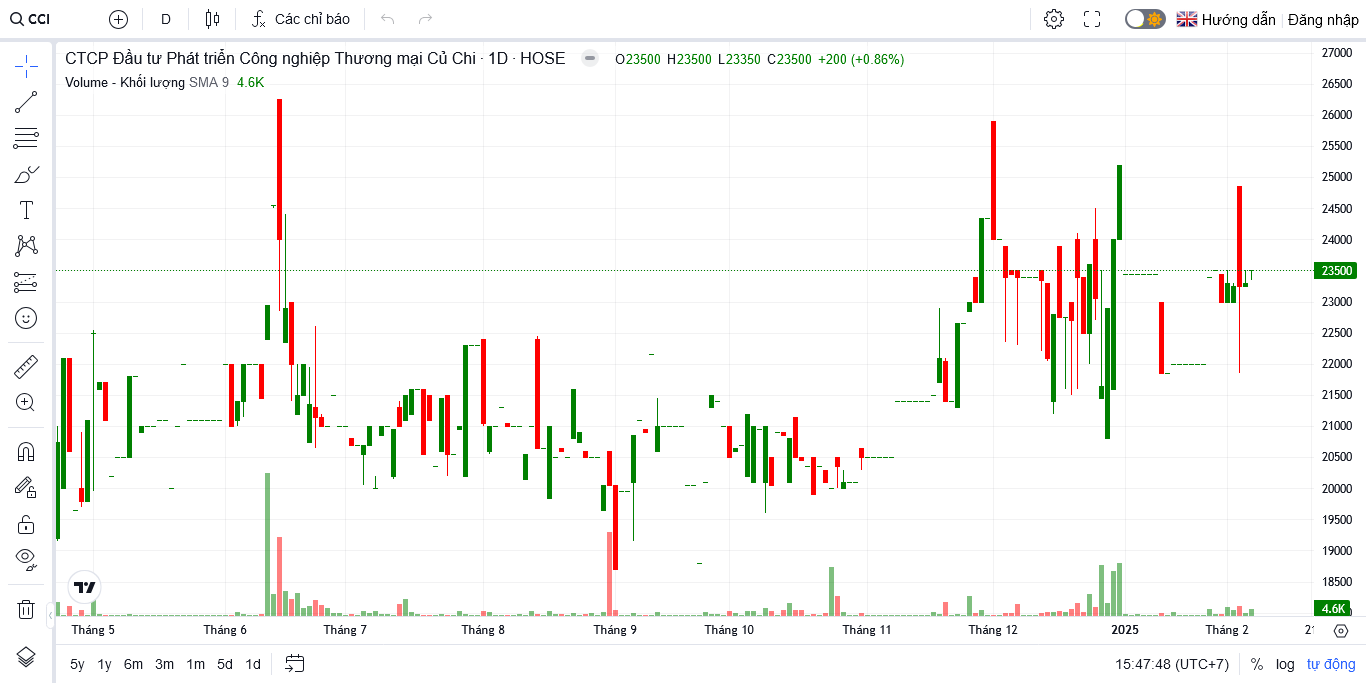 CCI
D
Các chỉ báo
Hướng dẫn
Đăng nhập
CTCP Đầu tư Phát triển Công nghiệp Thương mại Củ Chi · 1D · HOSE
O23500 H23500 L23350 C23500 +200 (+0.86%)
Volume - Khối lượng SMA 9 4.6K
27000
26500
26000
25500
25000
24500
24000
23500
23000
22500
22000
21500
21000
20500
20000
19500
19000
18500
4.6K
Tháng 5 Tháng 6 Tháng 7 Tháng 8 Tháng 9 Tháng 10 Tháng 11 Tháng 12 2025 Tháng 2
5y 1y 6m 3m 1m 5d 1d
15:47:48 (UTC+7) % log tự động